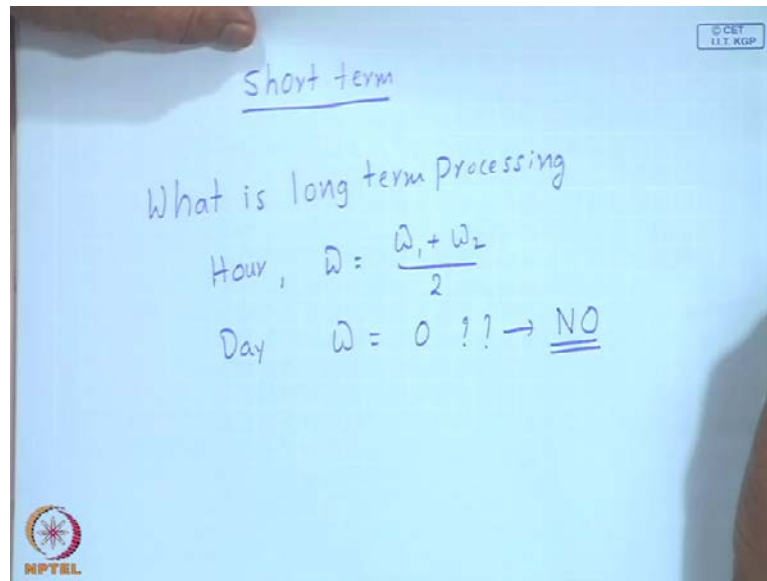 © CET
I.I.T. KGP
Short term
What is long term Processing
Hour, ω = ω₁ + ω₂ / 2
Day ω = 0 ?? → NO
NPTEL